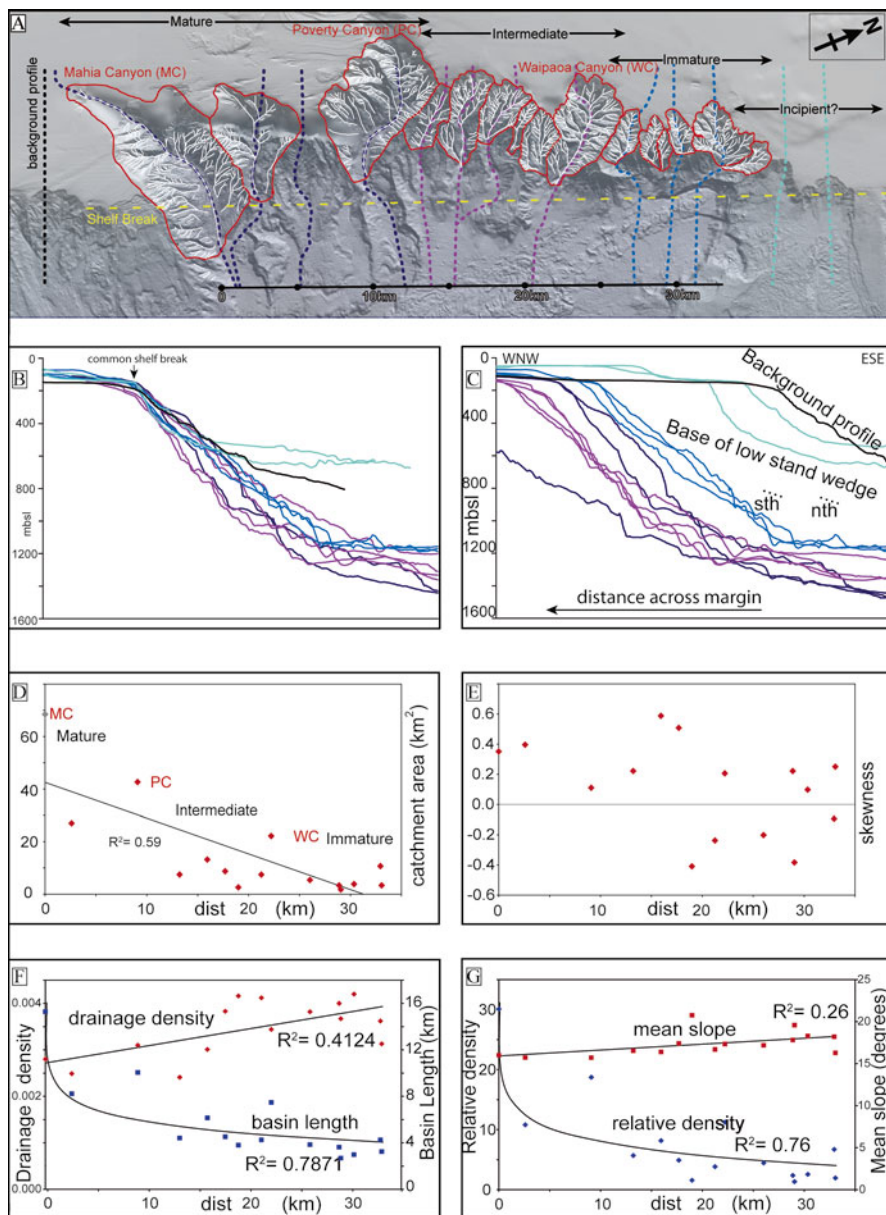 A
Mature
Poverty Canyon (PC)
Intermediate
N
Mahia Canyon (MC)
Waipaoa Canyon (WC)
Immature
Incipient?
background profile
Shelf Break
0
10km
20km
30km
B
common shelf break
0
400
800
mbsl
1200
1600
C
WNW
ESE
0
400
800
mbsl
1200
1600
Background profile
Base of low stand wedge
sth
nth
distance across margin
D
MC
60
Mature
40
PC
Intermediate
20
WC
Immature
R²= 0.59
0
10
dist
20
(km)
30
catchment area (km²)
E
0.6
0.4
0.2
0.0
-0.2
-0.4
-0.6
0
10
dist
20
(km)
30
skewness
F
0.004
0.002
0.000
Drainage density
drainage density
R²= 0.4124
basin length
R²= 0.7871
0
10
dist
20
(km)
30
16
12
8
4
0
Basin Length (km)
G
30
20
10
0
Relative density
mean slope
R²= 0.26
relative density
R²= 0.76
0
10
dist
20
(km)
30
25
20
15
10
5
0
Mean slope (degrees)